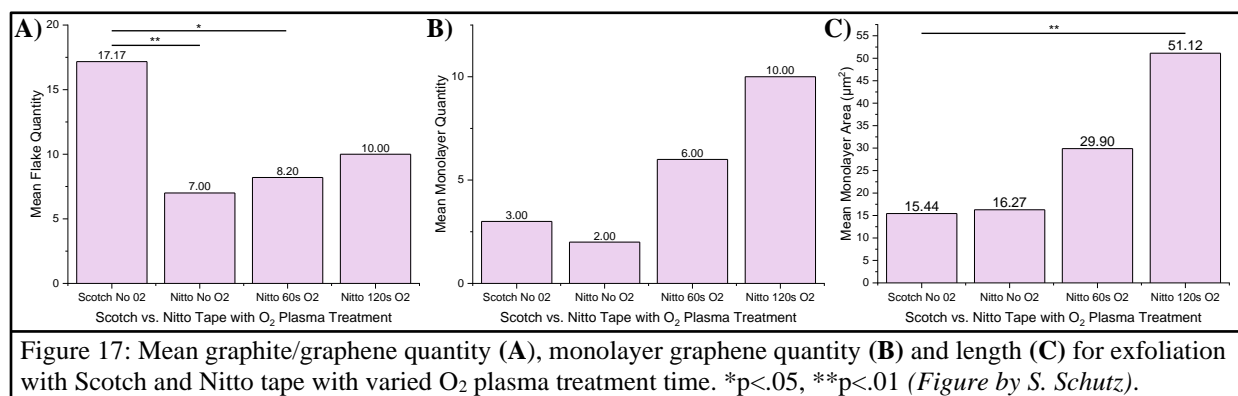 A)
20
15
10
5
0
Mean Flake Quantity
*
**
17.17
7.00
8.20
10.00
Scotch No 02
Nitto No O2
Nitto 60s O2
Nitto 120s O2
Scotch vs. Nitto Tape with O₂ Plasma Treatment
B)
10
5
0
Mean Monolayer Quantity
3.00
2.00
6.00
10.00
Scotch No 02
Nitto No O2
Nitto 60s O2
Nitto 120s O2
Scotch vs. Nitto Tape with O₂ Plasma Treatment
C)
55
50
45
40
35
30
25
20
15
10
5
0
Mean Monolayer Area (µm²)
**
15.44
16.27
29.90
51.12
Scotch No 02
Nitto No O2
Nitto 60s O2
Nitto 120s O2
Scotch vs. Nitto Tape with O₂ Plasma Treatment
Figure 17: Mean graphite/graphene quantity (A), monolayer graphene quantity (B) and length (C) for exfoliation
with Scotch and Nitto tape with varied O₂ plasma treatment time. *p<.05, **p<.01 (Figure by S. Schutz).